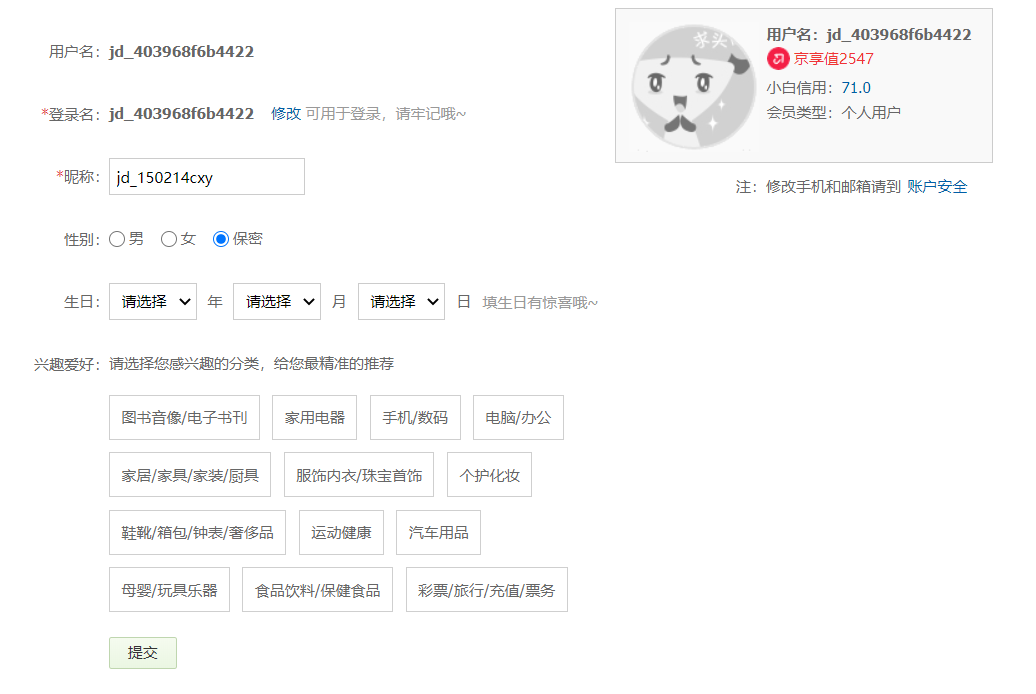 用户名：jd_403968f6b4422
*登录名：jd_403968f6b4422 修改 可用于登录，请牢记哦~
*昵称：jd_150214cxy
性别：男 女 保密
生日：请选择 年 请选择 月 请选择 日 填生日有惊喜哦~
兴趣爱好：请选择您感兴趣的分类，给您最精准的推荐
图书音像/电子书刊 家用电器 手机/数码 电脑/办公
家居/家具/家装/厨具 服饰内衣/珠宝首饰 个护化妆
鞋靴/箱包/钟表/奢侈品 运动健康 汽车用品
母婴/玩具乐器 食品饮料/保健食品 彩票/旅行/充值/票务
提交
用户名：jd_403968f6b4422
京享值2547
小白信用：71.0
会员类型：个人用户
注：修改手机和邮箱请到 账户安全